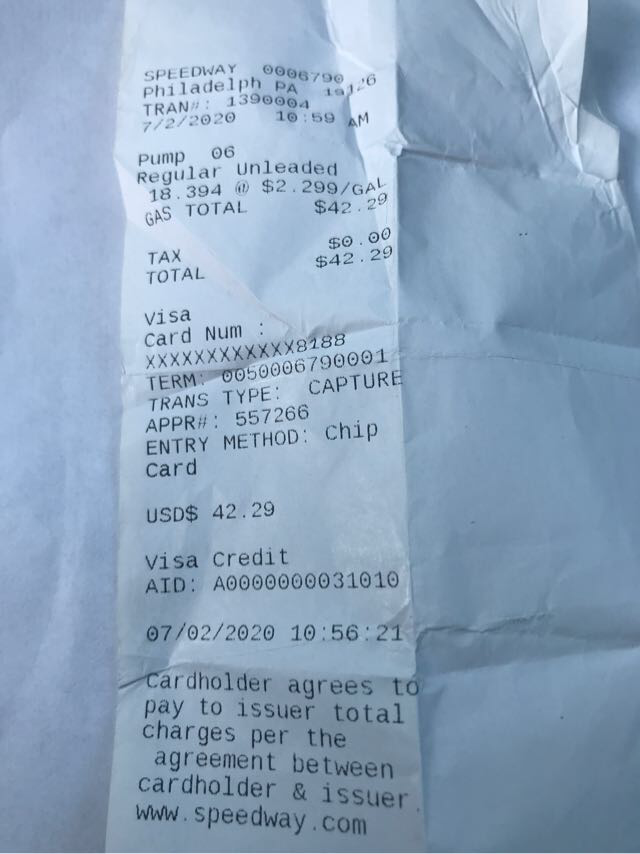 SPEEDWAY 0006790
Philadelph PA 19126
TRAN#: 1390004
7/2/2020 10:59 AM
Pump 06
Regular Unleaded
18.394 @ $2.299/GAL
GAS TOTAL $42.29
TAX $0.00
TOTAL $42.29
Visa
Card Num :
XXXXXXXXXXXX8188
TERM: 0050006790001
TRANS TYPE: CAPTURE
APPR#: 557266
ENTRY METHOD: Chip
Card
USD$ 42.29
Visa Credit
AID: A0000000031010
07/02/2020 10:56:21
Cardholder agrees to
pay to issuer total
charges per the
agreement between
cardholder & issuer.
www.speedway.com